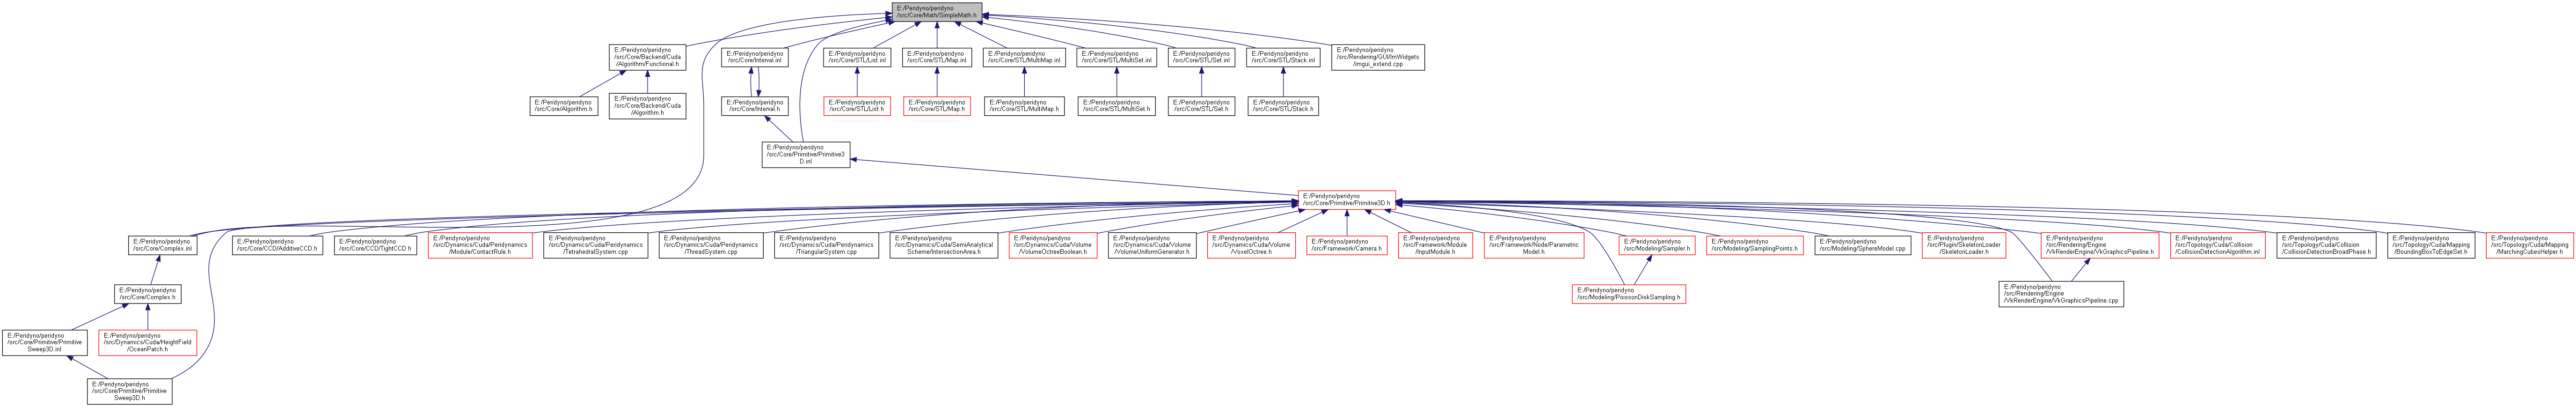 E:/Peridyno/peridyno
/src/Core/Math/SimpleMath.h
E:/Peridyno/peridyno
/src/Core/Backend/Cuda
/Algorithm/Functional.h
E:/Peridyno/peridyno
/src/Core/Interval.inl
E:/Peridyno/peridyno
/src/Core/STL/List.inl
E:/Peridyno/peridyno
/src/Core/STL/Map.inl
E:/Peridyno/peridyno
/src/Core/STL/MultiMap.inl
E:/Peridyno/peridyno
/src/Core/STL/MultiSet.inl
E:/Peridyno/peridyno
/src/Core/STL/Set.inl
E:/Peridyno/peridyno
/src/Core/STL/Stack.inl
E:/Peridyno/peridyno
/src/Rendering/GUI/ImWidgets
/imgui_extend.cpp
E:/Peridyno/peridyno
/src/Core/Algorithm.h
E:/Peridyno/peridyno
/src/Core/Backend/Cuda
/Algorithm.h
E:/Peridyno/peridyno
/src/Core/Interval.h
E:/Peridyno/peridyno
/src/Core/STL/List.h
E:/Peridyno/peridyno
/src/Core/STL/Map.h
E:/Peridyno/peridyno
/src/Core/STL/MultiMap.h
E:/Peridyno/peridyno
/src/Core/STL/MultiSet.h
E:/Peridyno/peridyno
/src/Core/STL/Set.h
E:/Peridyno/peridyno
/src/Core/STL/Stack.h
E:/Peridyno/peridyno
/src/Core/Primitive/Primitive3
D.inl
E:/Peridyno/peridyno
/src/Core/Primitive/Primitive3D.h
E:/Peridyno/peridyno
/src/Core/Complex.inl
E:/Peridyno/peridyno
/src/Core/CCD/AdditiveCCD.h
E:/Peridyno/peridyno
/src/Core/CCD/TightCCD.h
E:/Peridyno/peridyno
/src/Dynamics/Cuda/Peridynamics
/Module/ContactRule.h
E:/Peridyno/peridyno
/src/Dynamics/Cuda/Peridynamics
/TetrahedralSystem.cpp
E:/Peridyno/peridyno
/src/Dynamics/Cuda/Peridynamics
/ThreadSystem.cpp
E:/Peridyno/peridyno
/src/Dynamics/Cuda/Peridynamics
/TriangularSystem.cpp
E:/Peridyno/peridyno
/src/Dynamics/Cuda/SemiAnalytical
Scheme/IntersectionArea.h
E:/Peridyno/peridyno
/src/Dynamics/Cuda/Volume
/VolumeOctreeBoolean.h
E:/Peridyno/peridyno
/src/Dynamics/Cuda/Volume
/VolumeUniformGenerator.h
E:/Peridyno/peridyno
/src/Dynamics/Cuda/Volume
/VoxelOctree.h
E:/Peridyno/peridyno
/src/Framework/Camera.h
E:/Peridyno/peridyno
/src/Framework/Module
/InputModule.h
E:/Peridyno/peridyno
/src/Framework/Node/Parametric
Model.h
E:/Peridyno/peridyno
/src/Modeling/Sampler.h
E:/Peridyno/peridyno
/src/Modeling/SamplingPoints.h
E:/Peridyno/peridyno
/src/Modeling/SphereModel.cpp
E:/Peridyno/peridyno
/src/Plugin/SkeletonLoader
/SkeletonLoader.h
E:/Peridyno/peridyno
/src/Rendering/Engine
/VkRenderEngine/VkGraphicsPipeline.h
E:/Peridyno/peridyno
/src/Topology/Cuda/Collision
/CollisionDetectionAlgorithm.inl
E:/Peridyno/peridyno
/src/Topology/Cuda/Collision
/CollisionDetectionBroadPhase.h
E:/Peridyno/peridyno
/src/Topology/Cuda/Mapping
/BoundingBoxToEdgeSet.h
E:/Peridyno/peridyno
/src/Topology/Cuda/Mapping
/MarchingCubesHelper.h
E:/Peridyno/peridyno
/src/Core/Complex.h
E:/Peridyno/peridyno
/src/Modeling/PoissonDiskSampling.h
E:/Peridyno/peridyno
/src/Rendering/Engine
/VkRenderEngine/VkGraphicsPipeline.cpp
E:/Peridyno/peridyno
/src/Core/Primitive/Primitive
Sweep3D.inl
E:/Peridyno/peridyno
/src/Dynamics/Cuda/HeightField
/OceanPatch.h
E:/Peridyno/peridyno
/src/Core/Primitive/Primitive
Sweep3D.h